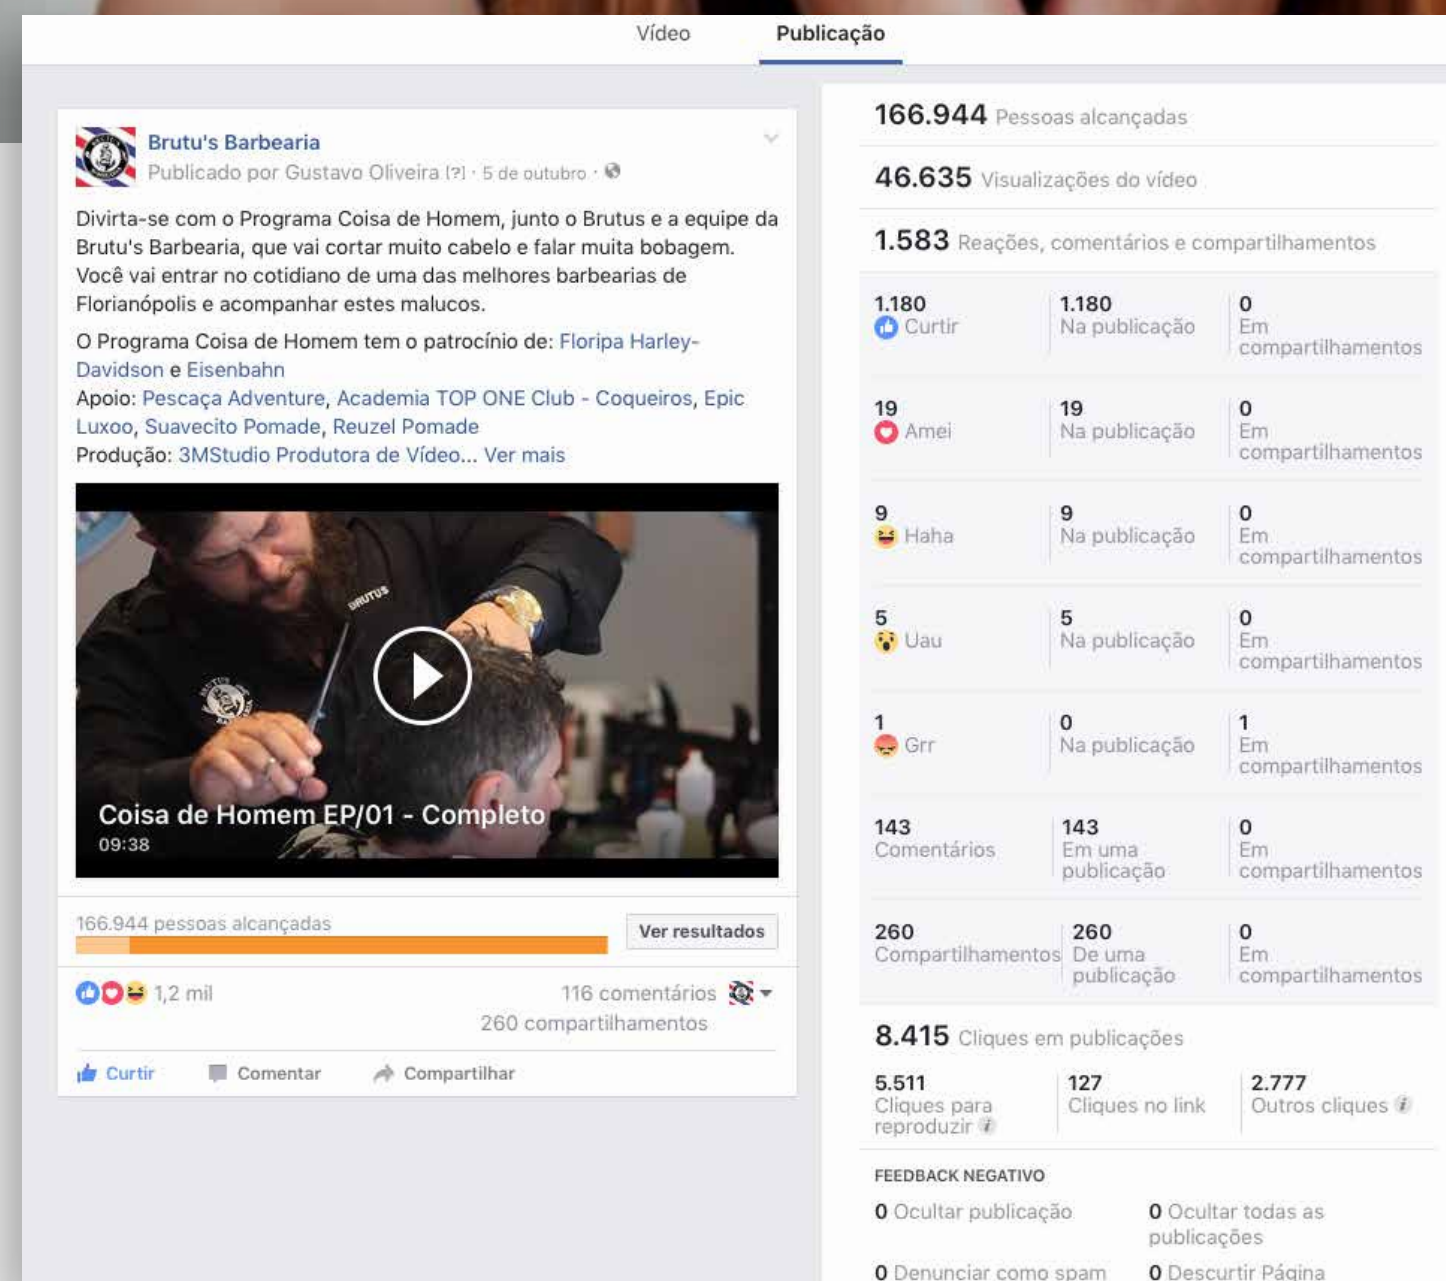 Vídeo
Publicação
Brutu's Barbearia
Publicado por Gustavo Oliveira [?] · 5 de outubro ·
Divirta-se com o Programa Coisa de Homem, junto o Brutus e a equipe da
Brutu's Barbearia, que vai cortar muito cabelo e falar muita bobagem.
Você vai entrar no cotidiano de uma das melhores barbearias de
Florianópolis e acompanhar estes malucos.
O Programa Coisa de Homem tem o patrocínio de: Floripa Harley-
Davidson e Eisenbahn
Apoio: Pescaça Adventure, Academia TOP ONE Club - Coqueiros, Epic
Luxoo, Suavecito Pomade, Reuzel Pomade
Produção: 3MStudio Produtora de Vídeo... Ver mais
BRUTUS
BRUTU'S
BARBEARIA
Coisa de Homem EP/01 - Completo
09:38
166.944 pessoas alcançadas
Ver resultados
1,2 mil
116 comentários
260 compartilhamentos
Curtir
Comentar
Compartilhar
166.944 Pessoas alcançadas
46.635 Visualizações do vídeo
1.583 Reações, comentários e compartilhamentos
1.180
Curtir
1.180
Na publicação
0
Em
compartilhamentos
19
Amei
19
Na publicação
0
Em
compartilhamentos
9
Haha
9
Na publicação
0
Em
compartilhamentos
5
Uau
5
Na publicação
0
Em
compartilhamentos
1
Grr
0
Na publicação
1
Em
compartilhamentos
143
Comentários
143
Em uma
publicação
0
Em
compartilhamentos
260
Compartilhamentos
260
De uma
publicação
0
Em
compartilhamentos
8.415 Cliques em publicações
5.511
Cliques para
reproduzir
127
Cliques no link
2.777
Outros cliques
FEEDBACK NEGATIVO
0 Ocultar publicação
0 Ocultar todas as
publicações
0 Denunciar como spam
0 Descurtir Página